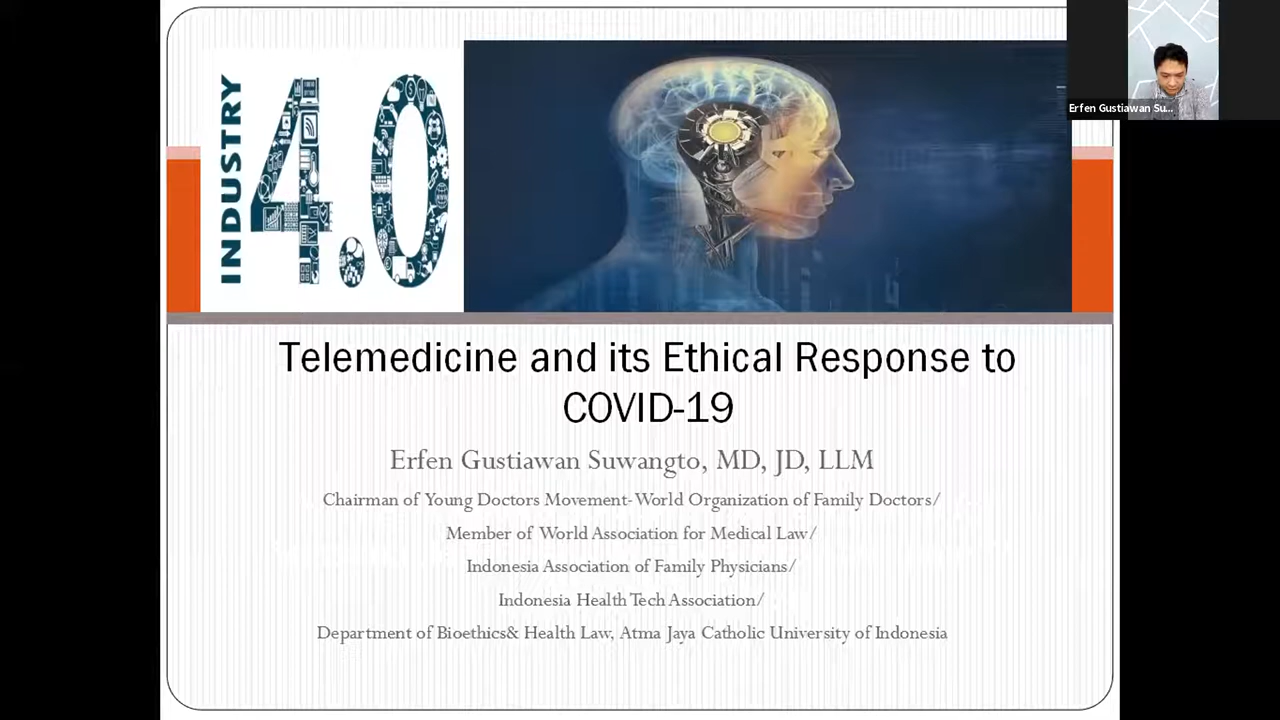 INDUSTRY
4.0
Erfen Gustiawan Su...
Telemedicine and its Ethical Response to
COVID-19
Erfen Gustiawan Suwangto, MD, JD, LLM
Chairman of Young Doctors Movement-World Organization of Family Doctors/
Member of World Association for Medical Law/
Indonesia Association of Family Physicians/
Indonesia Health Tech Association/
Department of Bioethics& Health Law, Atma Jaya Catholic University of Indonesia